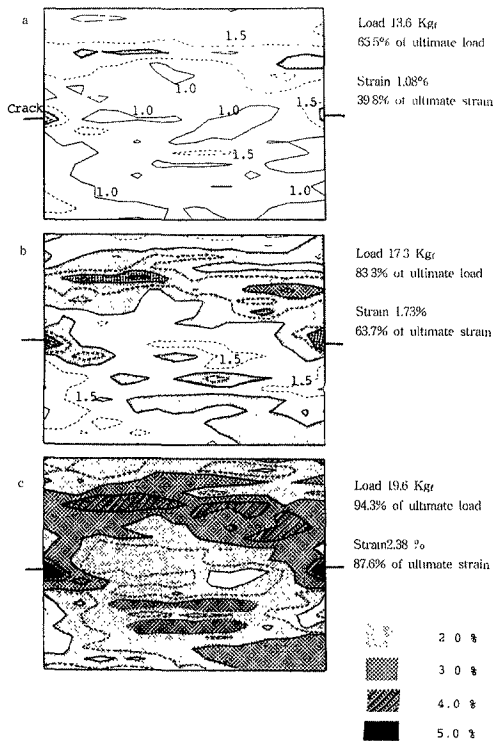 a
1.5
Load 13.6 Kgf
65.5% of ultimate load
1.0
Strain 1.08%
39.8% of ultimate strain
Crack
1.0
1.0
1.5
1.5
1.0
1.0
b
Load 17.3 Kgf
83.3% of ultimate load
Strain 1.73%
63.7% of ultimate strain
1.5
1.5
1.5
c
Load 19.6 Kgf
94.3% of ultimate load
Strain2.38 %
87.6% of ultimate strain
2.0 %
3.0 %
4.0 %
5.0 %